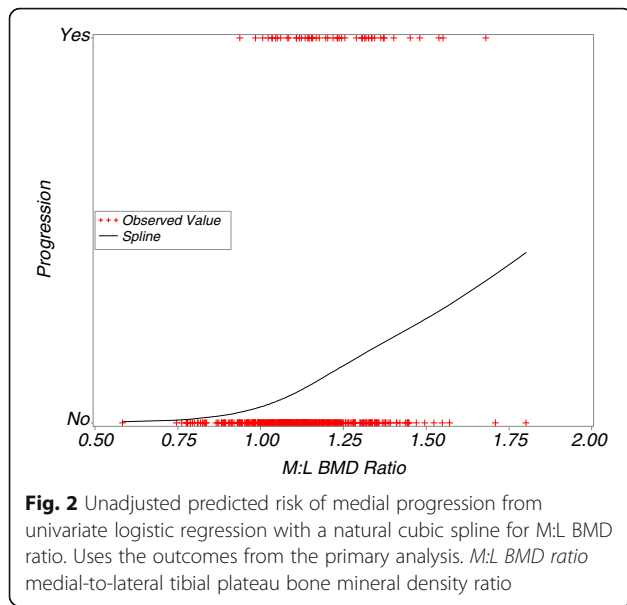 Yes
Progression
+++ Observed Value
— Spline
No
0.50 0.75 1.00 1.25 1.50 1.75 2.00
M:L BMD Ratio
Fig. 2 Unadjusted predicted risk of medial progression from
univariate logistic regression with a natural cubic spline for M:L BMD
ratio. Uses the outcomes from the primary analysis. M:L BMD ratio
medial-to-lateral tibial plateau bone mineral density ratio